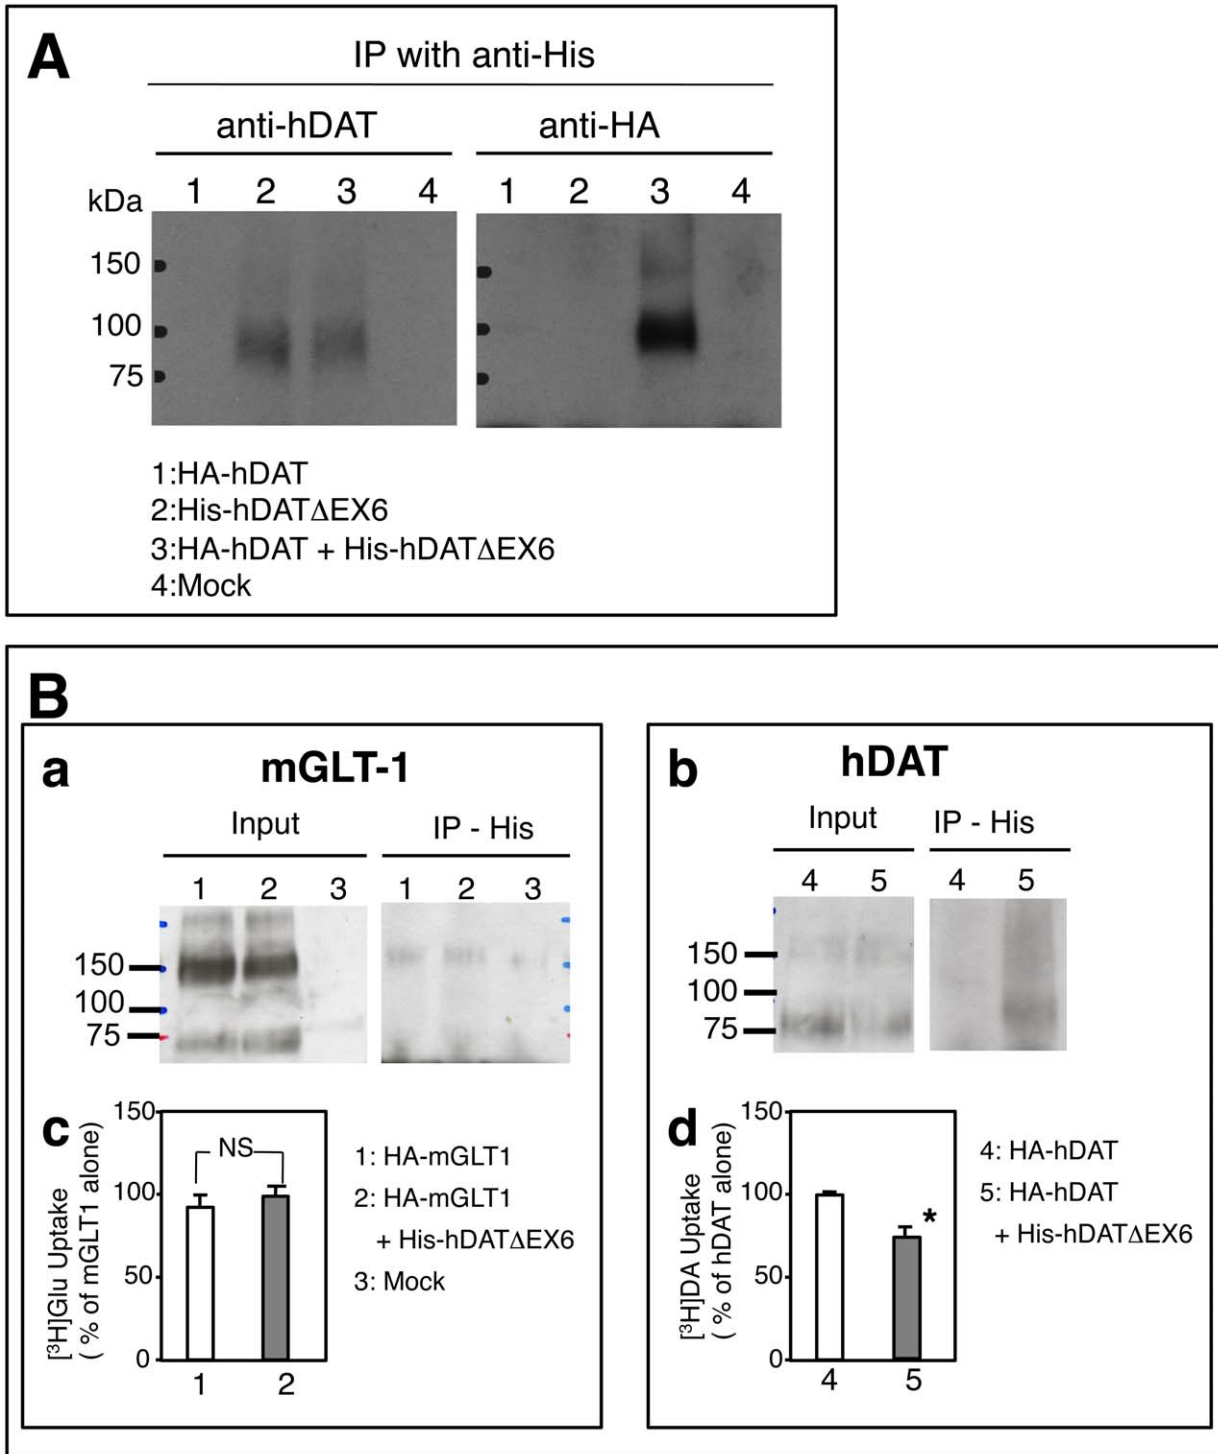 A
IP with anti-His
anti-hDAT anti-HA
kDa 1 2 3 4 1 2 3 4
150
100
75
1:HA-hDAT
2:His-hDATΔEX6
3:HA-hDAT + His-hDATΔEX6
4:Mock
B
a mGLT-1
Input IP - His
1 2 3 1 2 3
150
100
75
b hDAT
Input IP - His
4 5 4 5
150
100
75
c
[³H]Glu Uptake
( % of mGLT1 alone)
150
100
50
0
NS
1 2
1: HA-mGLT1
2: HA-mGLT1
+ His-hDATΔEX6
3: Mock
d
[³H]DA Uptake
( % of hDAT alone)
150
100
50
0
*
4 5
4: HA-hDAT
5: HA-hDAT
+ His-hDATΔEX6